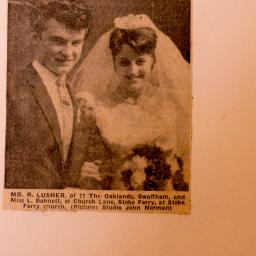 MR. R. LUSHER, of 77 The Oaklands, Swaffham, and
Miss L. Bennett, of Church Lane, Stoke Ferry, at Stoke
Ferry church. (Picture: Studio John Norman)